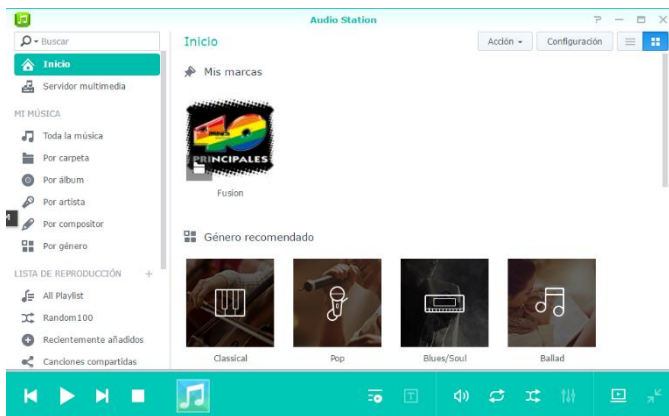 Audio Station
Buscar
Inicio
Servidor multimedia
MI MÚSICA
Toda la música
Por carpeta
Por álbum
Por artista
Por compositor
Por género
LISTA DE REPRODUCCIÓN +
All Playlist
Random100
Recientemente añadidos
Canciones compartidas
Inicio
Acción
Configuración
Mis marcas
40
PRINCIPALES
Fusion
Género recomendado
Classical
Pop
Blues/Soul
Ballad
T